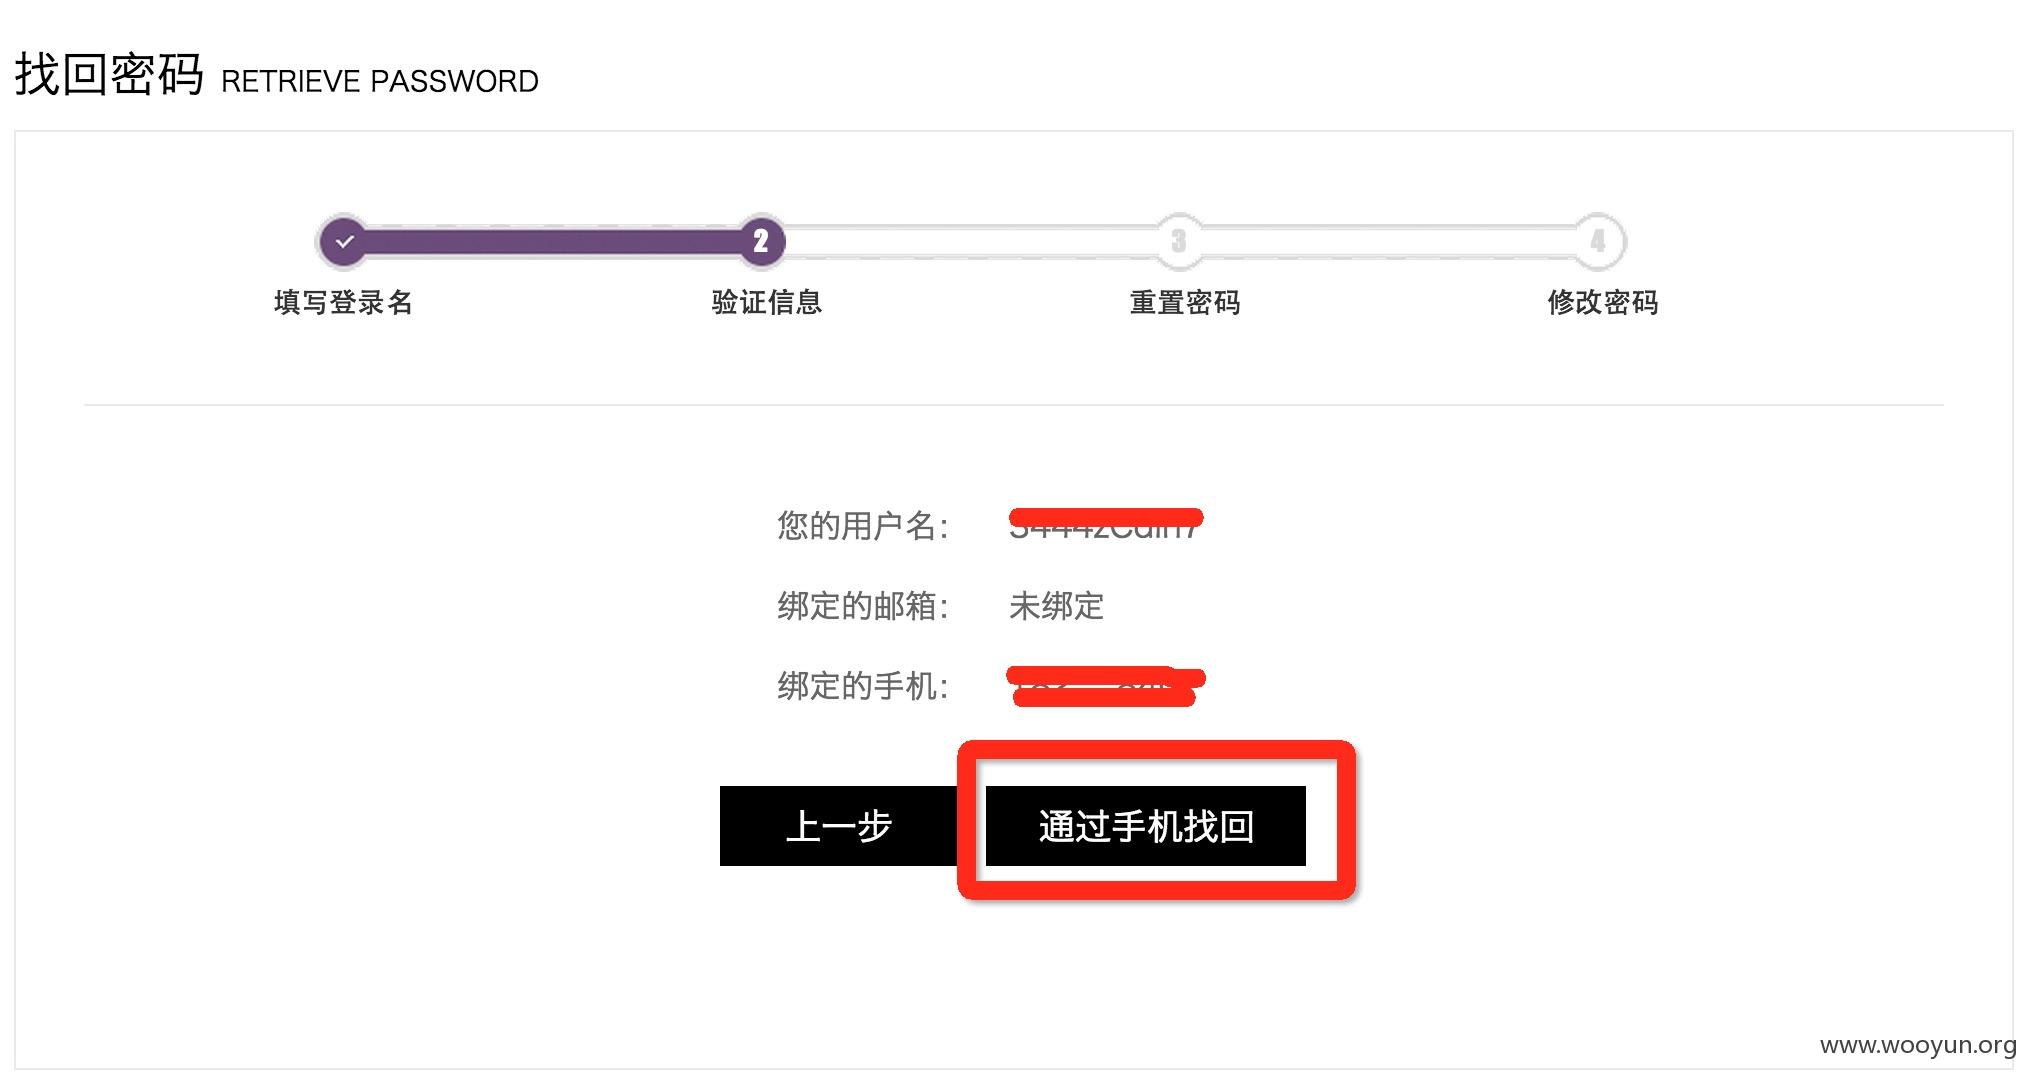 找回密码 RETRIEVE PASSWORD
2 3 4
填写登录名 验证信息 重置密码 修改密码
您的用户名：
绑定的邮箱： 未绑定
绑定的手机：
上一步 通过手机找回
www.wooyun.org